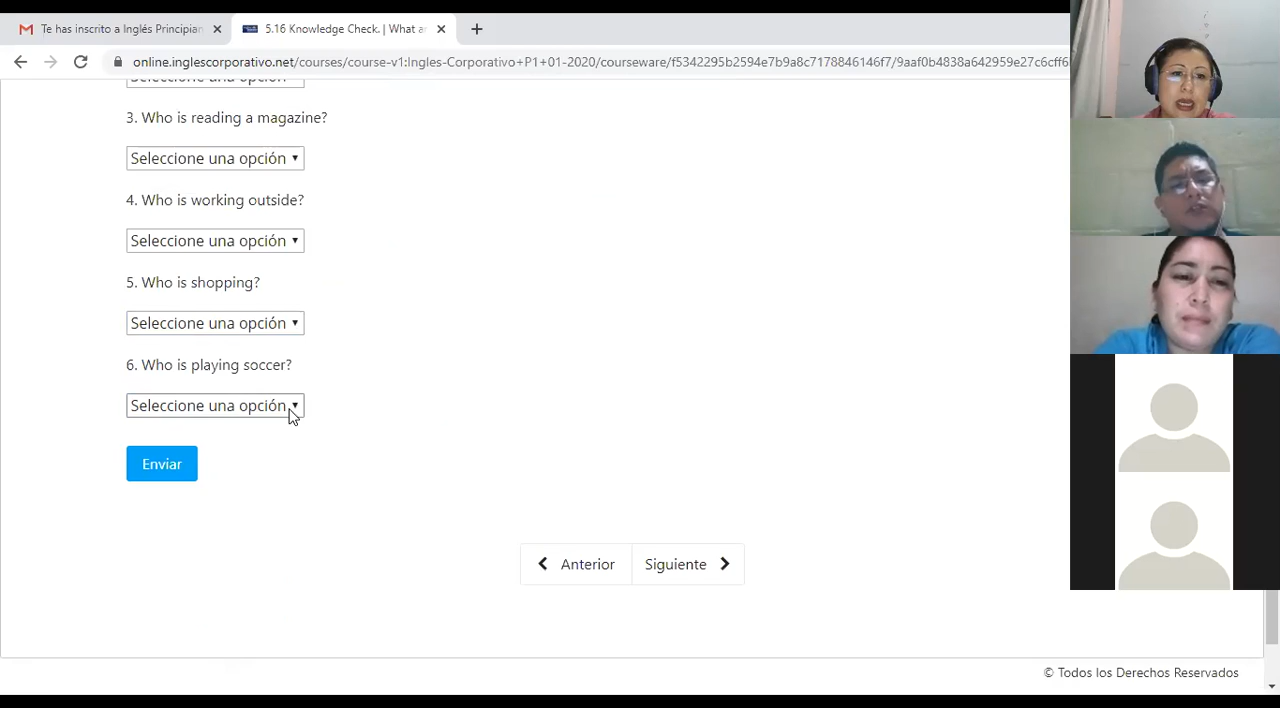 Te has inscrito a Inglés Principian
5.16 Knowledge Check. | What a
online.inglescorporativo.net/courses/course-v1:Ingles-Corporativo+P1+01-2020/courseware/f5342295b2594e7b9a8c7178846146f7/9aaf0b4838a642959e27c6cff6
Seleccione una opción
3. Who is reading a magazine?
Seleccione una opción
4. Who is working outside?
Seleccione una opción
5. Who is shopping?
Seleccione una opción
6. Who is playing soccer?
Seleccione una opción
Enviar
Anterior Siguiente
© Todos los Derechos Reservados